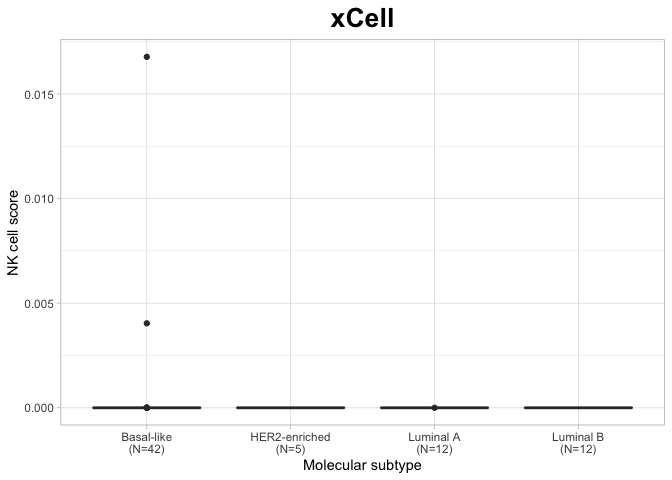 xCell
NK cell score
0.015
0.010
0.005
0.000
Basal-like
(N=42)
HER2-enriched
(N=5)
Luminal A
(N=12)
Luminal B
(N=12)
Molecular subtype